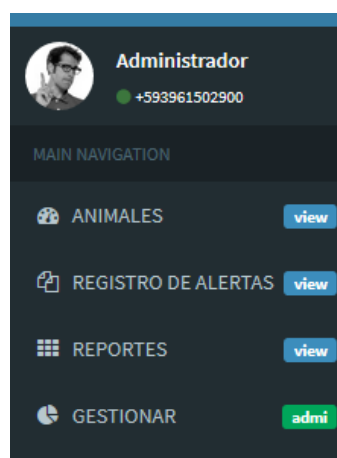 Administrador
+593961502900
MAIN NAVIGATION
ANIMALES view
REGISTRO DE ALERTAS view
REPORTES view
GESTIONAR admi